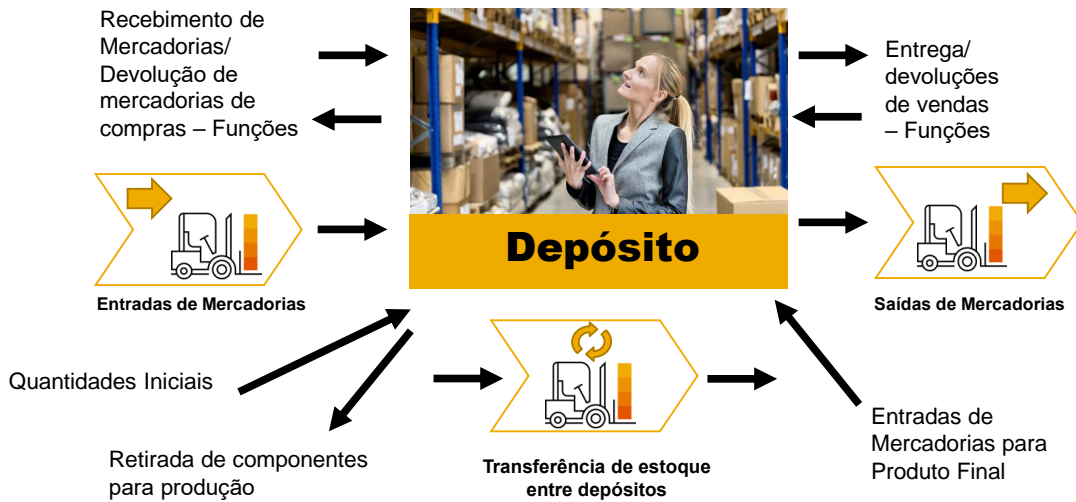 Recebimento de
Mercadorias/
Devolução de
mercadorias de
compras – Funções
Entrega/
devoluções
de vendas
– Funções
Depósito
Entradas de Mercadorias
Saídas de Mercadorias
Quantidades Iniciais
Retirada de componentes
para produção
Transferência de estoque
entre depósitos
Entradas de
Mercadorias para
Produto Final